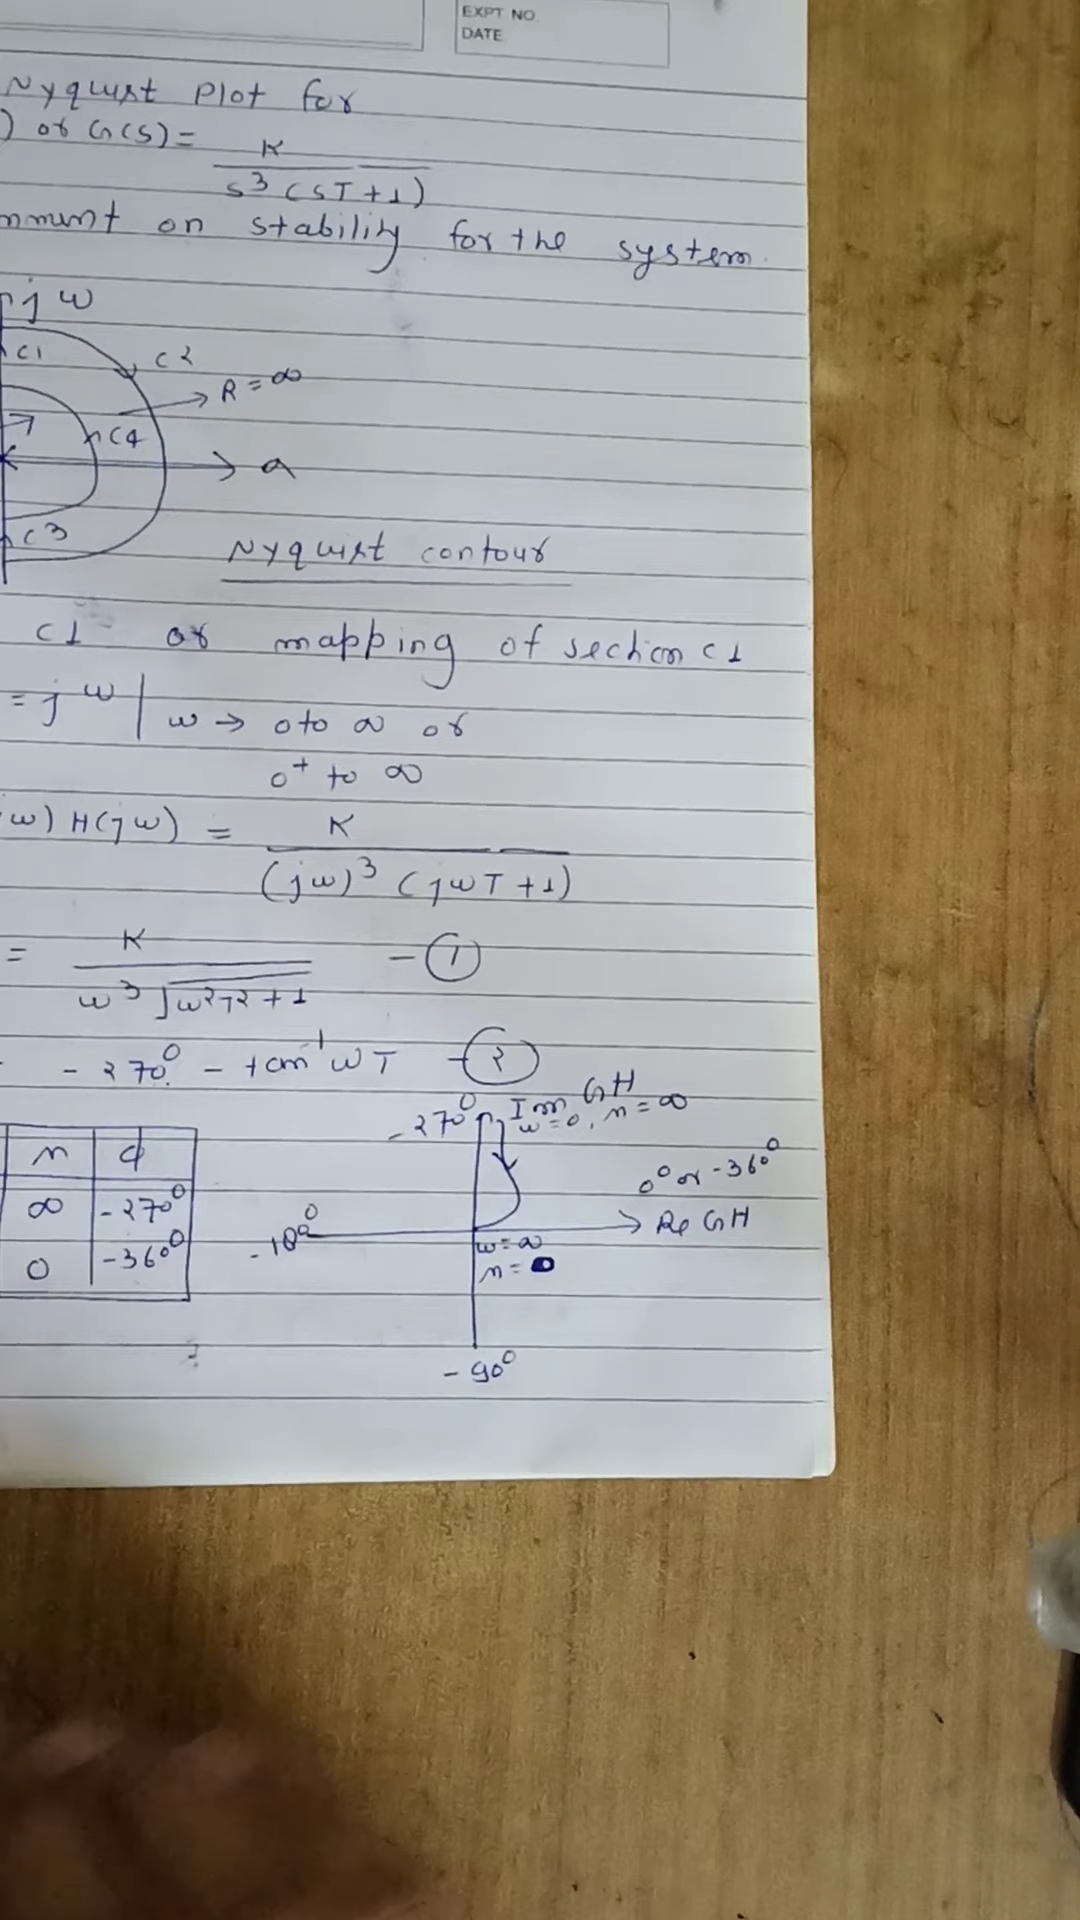 EXPT NO.
DATE
Nyquist Plot for
) or G(s) =
K
s³ (sT+1)
on stability for the system.
jω
C1
C2
R = ∞
C4
C3
Nyquist contour
C1 or mapping of section C1
= jω | ω → 0 to ∞ or
0⁺ to ∞
ω) H(jω) = K
(jω)³ (jωT+1)
= K
ω³ √ω²T²+1
- ①
- 270° - tan⁻¹ ωT - ②
-270° Im GH
ω=0, m=∞
m | ϕ
∞ | -270°
0 | -360°
0° or -360°
Re GH
-180°
ω=∞
m=0
-90°